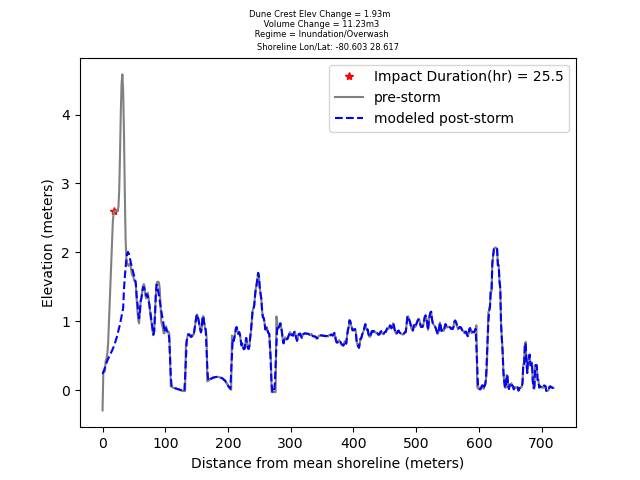 Dune Crest Elev Change = 1.93m
Volume Change = 11.23m3
Regime = Inundation/Overwash
Shoreline Lon/Lat: -80.603 28.617
Impact Duration(hr) = 25.5
pre-storm
modeled post-storm
Elevation (meters)
4
3
2
1
0
0 100 200 300 400 500 600 700
Distance from mean shoreline (meters)